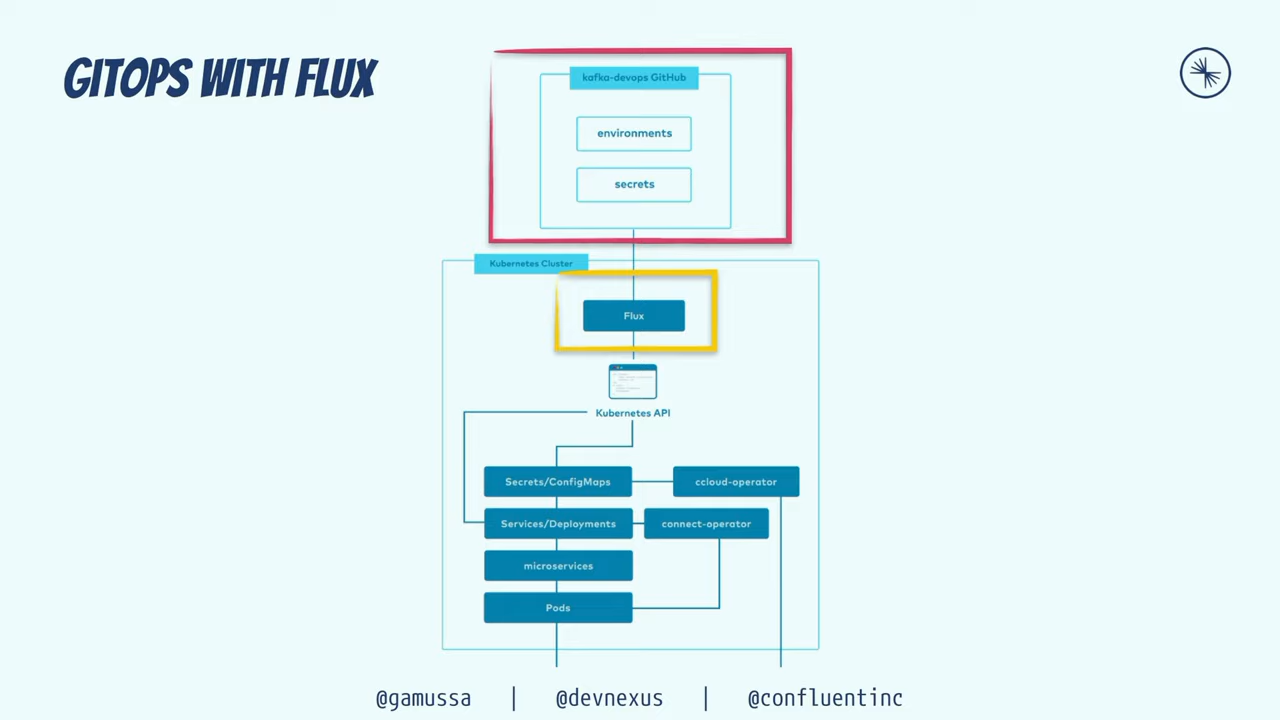 GITOPS WITH FLUX
kafka-devops GitHub
environments
secrets
Kubernetes Cluster
Flux
Kubernetes API
Secrets/ConfigMaps
ccloud-operator
Services/Deployments
connect-operator
microservices
Pods
@gamussa | @devnexus | @confluentinc